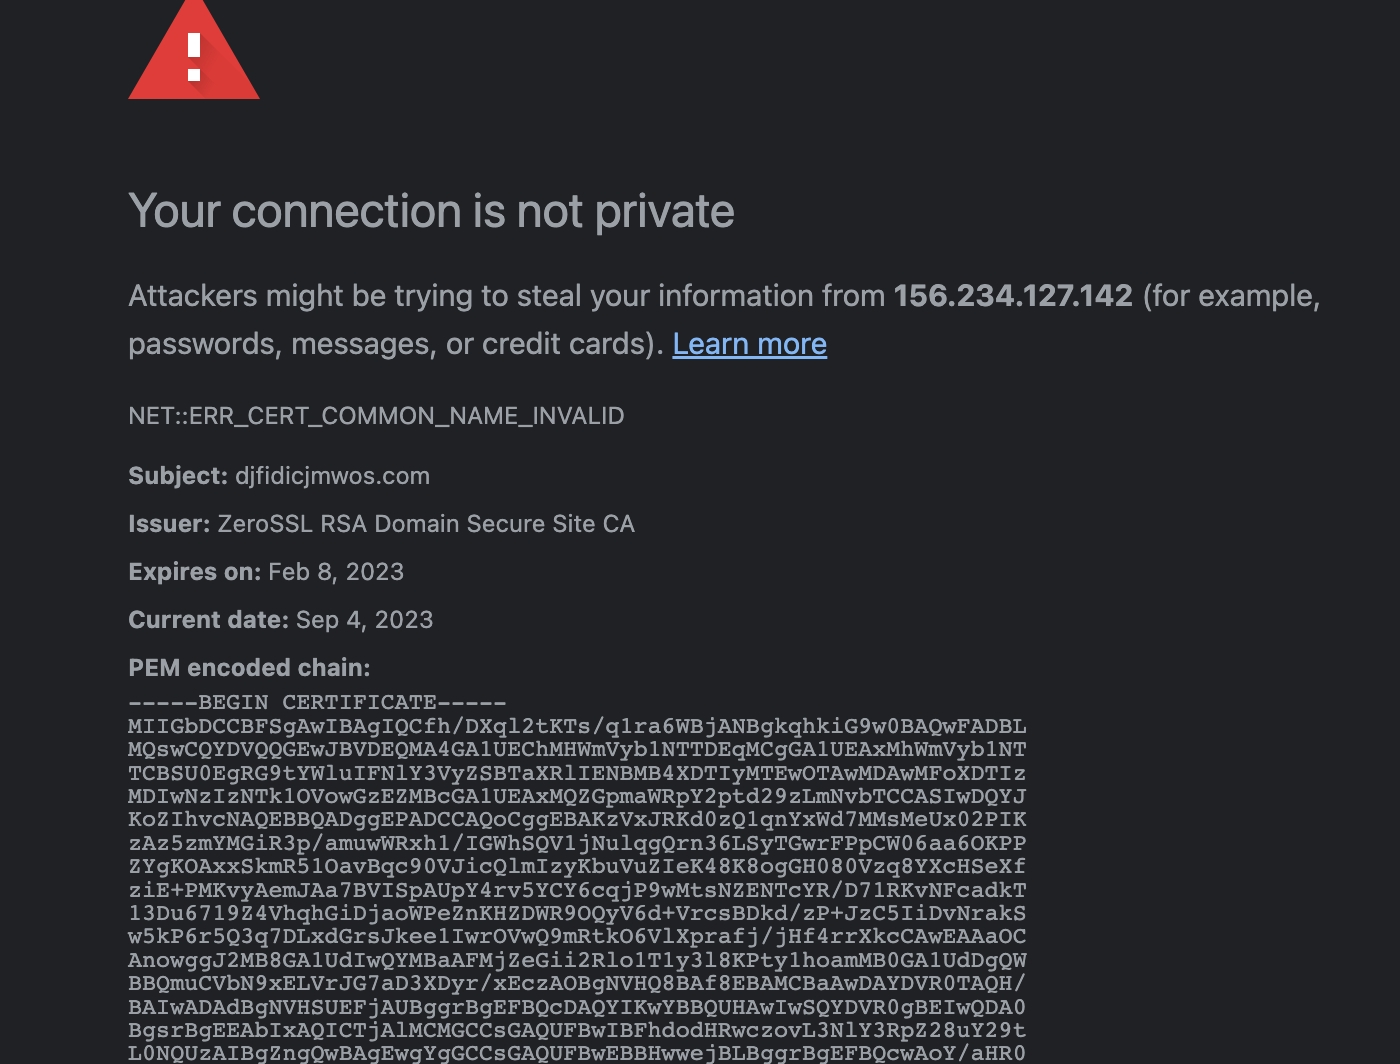 Your connection is not private
Attackers might be trying to steal your information from 156.234.127.142 (for example,
passwords, messages, or credit cards). Learn more
NET::ERR_CERT_COMMON_NAME_INVALID
Subject: djfidicjmwos.com
Issuer: ZeroSSL RSA Domain Secure Site CA
Expires on: Feb 8, 2023
Current date: Sep 4, 2023
PEM encoded chain:
-----BEGIN CERTIFICATE-----
MIIGbDCCBFSgAwIBAgIQCfh/DXql2tKTs/q1ra6WBjANBgkqhkiG9w0BAQwFADBL
MQswCQYDVQQGEwJBVDEQMA4GA1UEChMHWmVyb1NTTDEqMCgGA1UEAxMhWmVyb1NT
TCBSU0EgRG9tYWluIFNlY3VyZSBTaXRlIENBMB4XDTIyMTEwOTAwMDAwMFoXDTIz
MDIwNzIzNTk1OVowGzEZMBcGA1UEAxMQZGpmaWRpY2ptd29zLmNvbTCCASIwDQYJ
KoZIhvcNAQEBBQADggEPADCCAQoCggEBAKzVxJRKd0zQ1qnYxWd7MMsMeUx02PIK
zAz5zmYMGiR3p/amuwWRxh1/IGWhSQV1jNulqgQrn36LSyTGwrFPpCW06aa6OKPP
ZYgKOAxxSkmR51OavBqc90VJicQlmIzyKbuVuZIeK48K8ogGH080Vzq8YXcHSeXf
ziE+PMKvyAemJAa7BVISpAUpY4rv5YCY6cqjP9wMtsNZENTcYR/D71RKvNFcadkT
13Du6719Z4VhqhGiDjaoWPeZnKHZDWR9OQyV6d+VrcsBDkd/zP+JzC5IiDvNrakS
w5kP6r5Q3q7DLxdGrsJkee1IwrOVwQ9mRtkO6VlXprafj/jHf4rrXkcCAwEAAaOC
AnowggJ2MB8GA1UdIwQYMBaAFMjZeGii2Rlo1T1y3l8KPty1hoamMB0GA1UdDgQW
BBQmuCVbN9xELVrJG7aD3XDyr/xEczAOBgNVHQ8BAf8EBAMCBaAwDAYDVR0TAQH/
BAIwADAdBgNVHSUEFjAUBggrBgEFBQcDAQYIKwYBBQUHAwIwSQYDVR0gBEIwQDA0
BgsrBgEEAbIxAQICTjAlMCMGCCsGAQUFBwIBFhdodHRwczovL3NlY3RpZ28uY29t
L0NQUzAIBgZngQwBAgEwgYgGCCsGAQUFBwEBBHwwejBLBggrBgEFBQcwAoY/aHR0